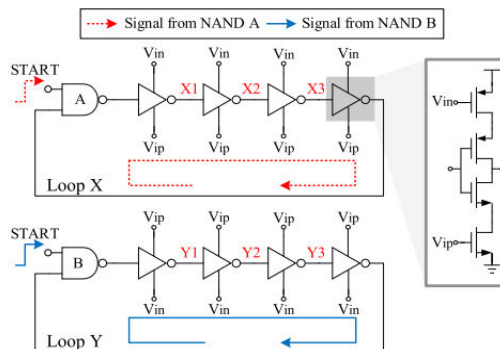 Signal from NAND A Signal from NAND B
Vin Vin Vin Vin
START
A X1 X2 X3
Vip Vip Vip Vip
Loop X
Vin
Vip
Vip Vip Vip Vip
START
B Y1 Y2 Y3
Vin Vin Vin Vin
Loop Y